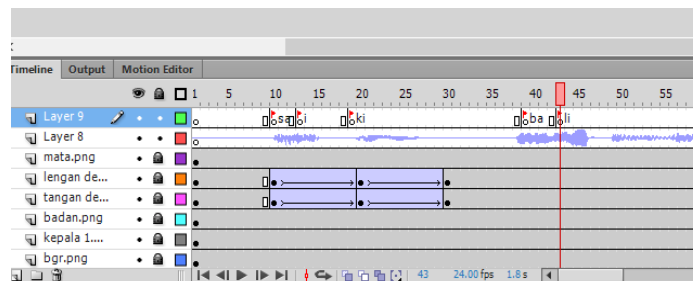 Timeline Output Motion Editor
1 5 10 15 20 25 30 35 40 45 50 55
Layer 9 sa i ki ba li
Layer 8
mata.png
lengan de...
tangan de...
badan.png
kepala 1....
bgr.png
43 24.00 fps 1.8 s